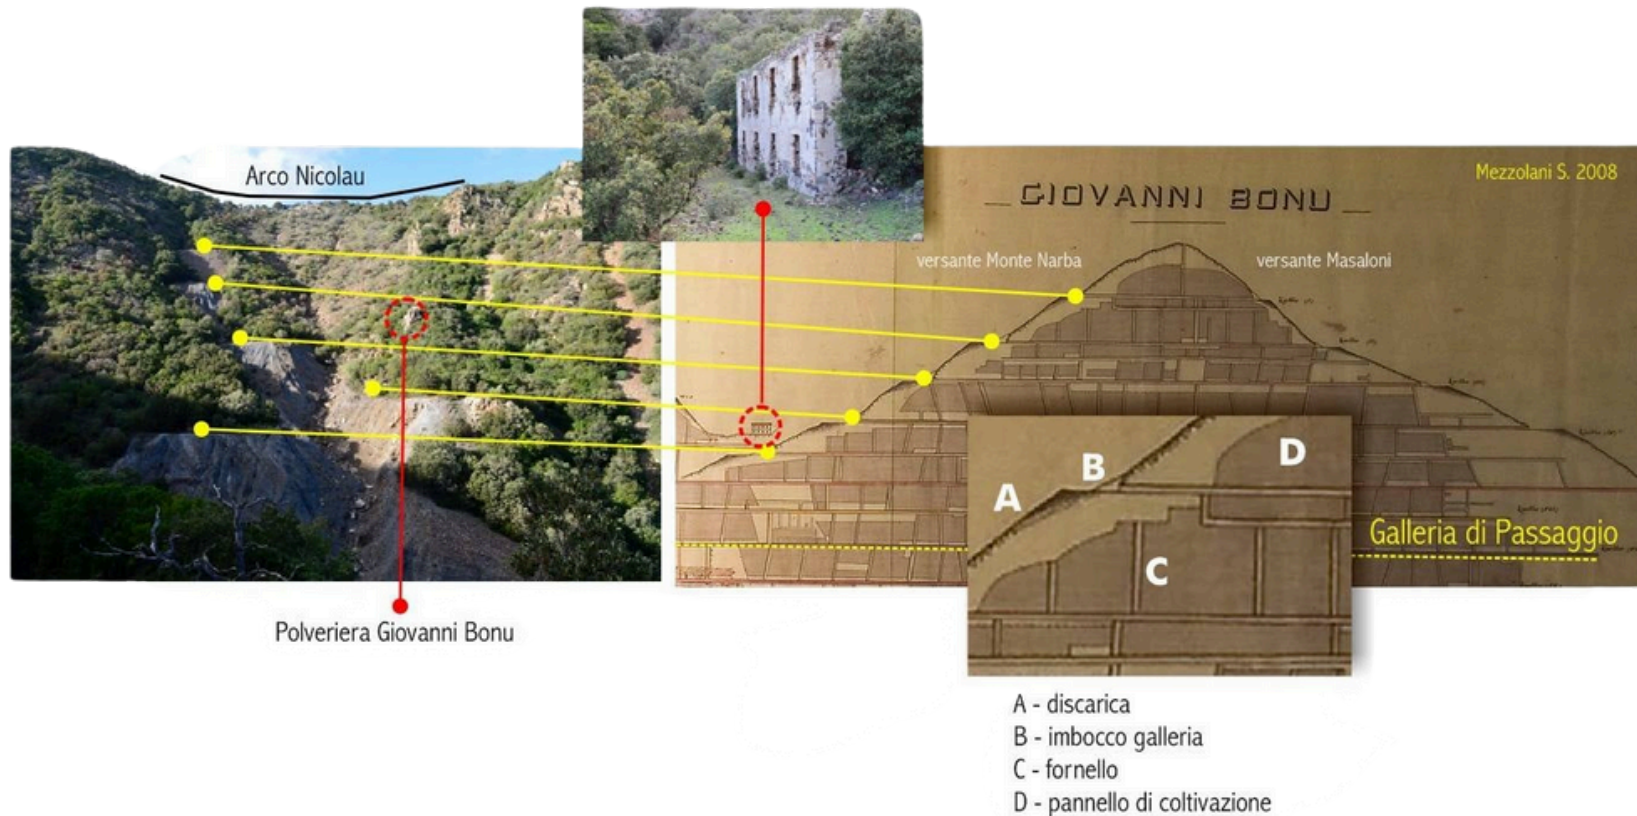 Arco Nicolau
Mezzolani S. 2008
GIOVANNI BONU
versante Monte Narba
versante Masaloni
A
B
C
D
Galleria di Passaggio
Polveriera Giovanni Bonu
A - discarica
B - imbocco galleria
C - fornello
D - pannello di coltivazione